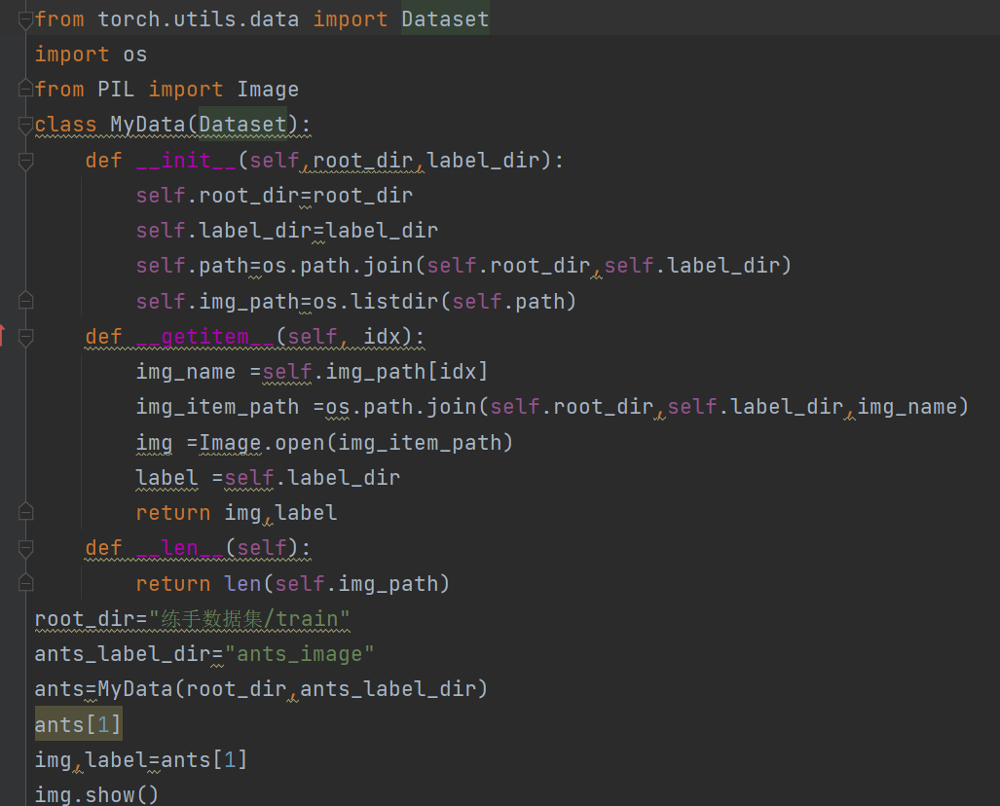 from torch.utils.data import Dataset
import os
from PIL import Image
class MyData(Dataset):
    def __init__(self,root_dir,label_dir):
        self.root_dir=root_dir
        self.label_dir=label_dir
        self.path=os.path.join(self.root_dir,self.label_dir)
        self.img_path=os.listdir(self.path)
    def __getitem__(self, idx):
        img_name =self.img_path[idx]
        img_item_path =os.path.join(self.root_dir,self.label_dir,img_name)
        img =Image.open(img_item_path)
        label =self.label_dir
        return img,label
    def __len__(self):
        return len(self.img_path)
root_dir="练手数据集/train"
ants_label_dir="ants_image"
ants=MyData(root_dir,ants_label_dir)
ants[1]
img,label=ants[1]
img.show()